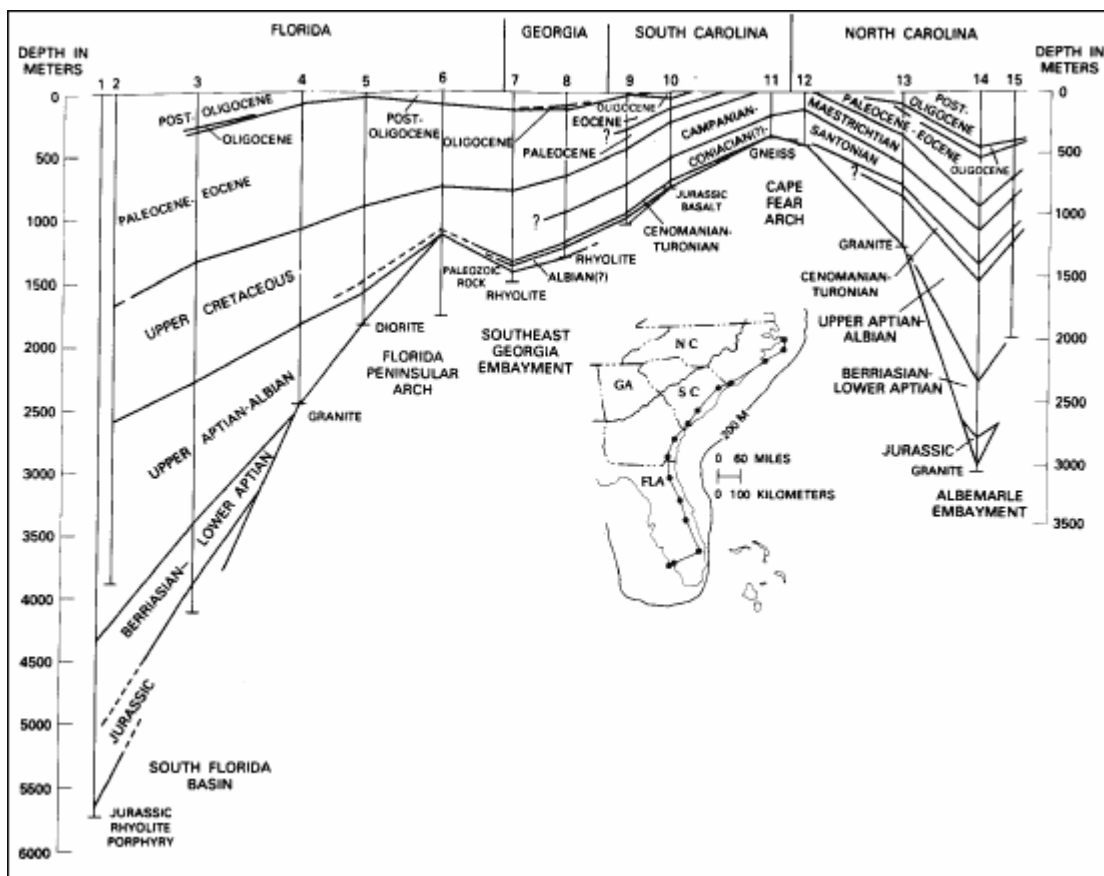 FLORIDA
GEORGIA
SOUTH CAROLINA
NORTH CAROLINA
DEPTH IN
METERS
DEPTH IN
METERS
1 2 3 4 5 6 7 8 9 10 11 12 13 14 15
0
500
1000
1500
2000
2500
3000
3500
4000
4500
5000
5500
6000
0
500
1000
1500
2000
2500
3000
3500
POST-OLIGOCENE
OLIGOCENE
POST-
OLIGOCENE
OLIGOCENE
OLIGOCENE
EOCENE
?
PALEOCENE
CAMPANIAN-
CONIACIAN(?)-
GNEISS
MAESTRICHTIAN
SANTONIAN
?
PALEOCENE-EOCENE
POST-
OLIGOCENE
OLIGOCENE
PALEOCENE-EOCENE
UPPER CRETACEOUS
UPPER APTIAN-ALBIAN
BERRIASIAN-
LOWER APTIAN
JURASSIC
SOUTH FLORIDA
BASIN
JURASSIC
RHYOLITE
PORPHYRY
GRANITE
DIORITE
FLORIDA
PENINSULAR
ARCH
PALEOZOIC
ROCK
RHYOLITE
ALBIAN(?)
RHYOLITE
?
SOUTHEAST
GEORGIA
EMBAYMENT
JURASSIC
BASALT
CENOMANIAN-
TURONIAN
CAPE
FEAR
ARCH
GRANITE
CENOMANIAN-
TURONIAN
UPPER APTIAN-
ALBIAN
BERRIASIAN-
LOWER APTIAN
JURASSIC
GRANITE
ALBEMARLE
EMBAYMENT
NC
GA
SC
FLA
200 M
0 60 MILES
0 100 KILOMETERS